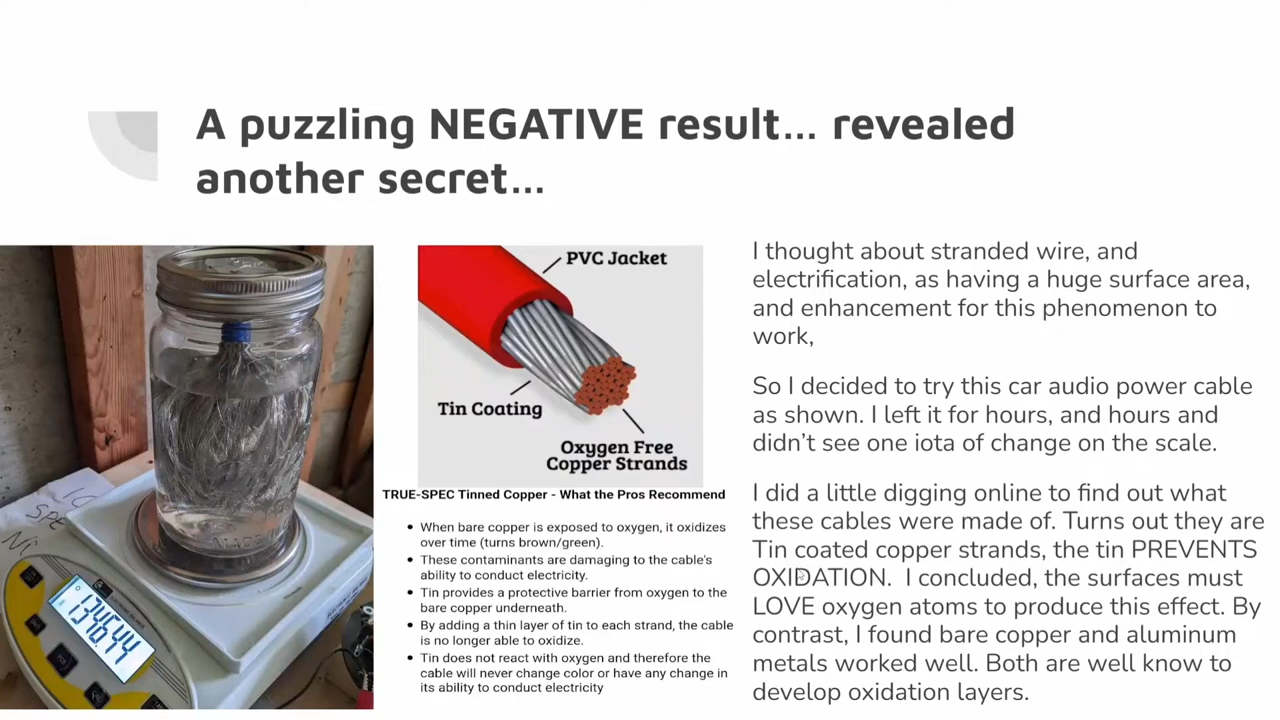 A puzzling NEGATIVE result... revealed
another secret...
PVC Jacket
Tin Coating
Oxygen Free
Copper Strands
TRUE-SPEC Tinned Copper - What the Pros Recommend
• When bare copper is exposed to oxygen, it oxidizes
over time (turns brown/green).
• These contaminants are damaging to the cable's
ability to conduct electricity.
• Tin provides a protective barrier from oxygen to the
bare copper underneath.
• By adding a thin layer of tin to each strand, the cable
is no longer able to oxidize.
• Tin does not react with oxygen and therefore the
cable will never change color or have any change in
its ability to conduct electricity
I thought about stranded wire, and
electrification, as having a huge surface area,
and enhancement for this phenomenon to
work,
So I decided to try this car audio power cable
as shown. I left it for hours, and hours and
didn't see one iota of change on the scale.
I did a little digging online to find out what
these cables were made of. Turns out they are
Tin coated copper strands, the tin PREVENTS
OXIDATION. I concluded, the surfaces must
LOVE oxygen atoms to produce this effect. By
contrast, I found bare copper and aluminum
metals worked well. Both are well know to
develop oxidation layers.
1346.44